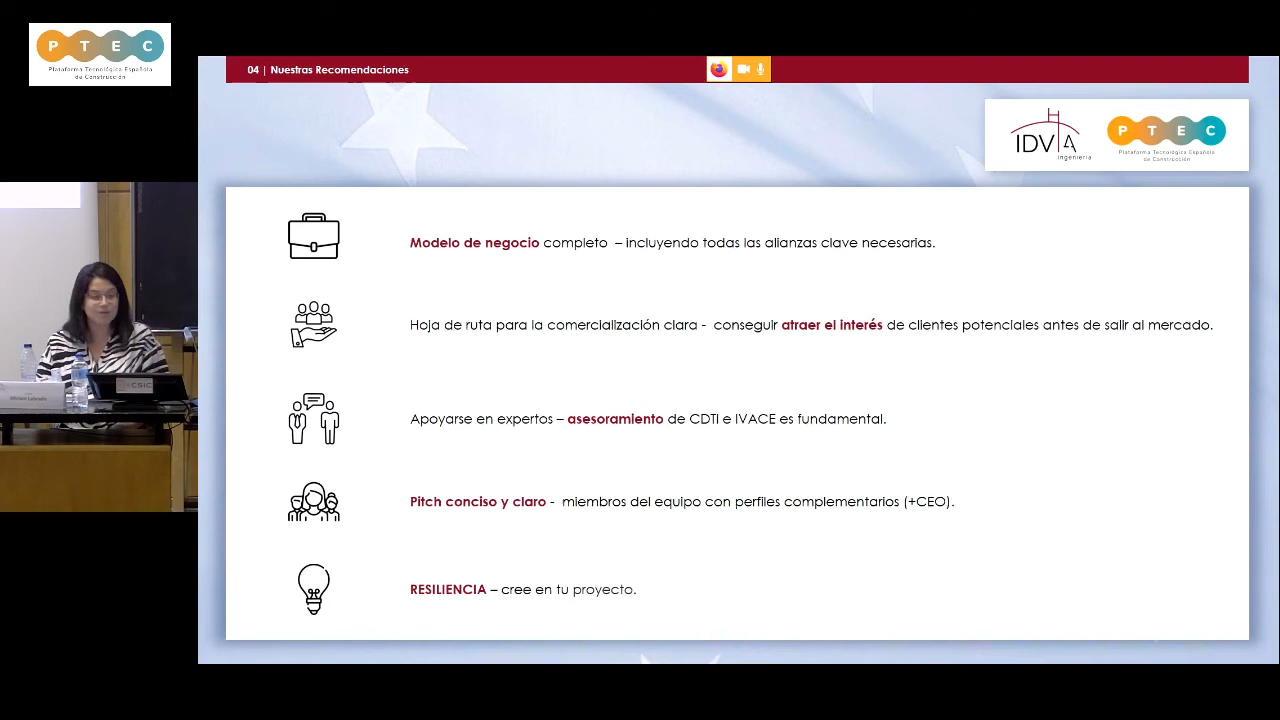 P T E C
Plataforma Tecnológica Española
de Construcción
04 | Nuestras Recomendaciones
IDVIA
ingeniería
P T E C
Plataforma Tecnológica Española
de Construcción
Modelo de negocio completo – incluyendo todas las alianzas clave necesarias.
Hoja de ruta para la comercialización clara - conseguir atraer el interés de clientes potenciales antes de salir al mercado.
Apoyarse en expertos – asesoramiento de CDTI e IVACE es fundamental.
Pitch conciso y claro - miembros del equipo con perfiles complementarios (+CEO).
RESILIENCIA – cree en tu proyecto.
CSIC